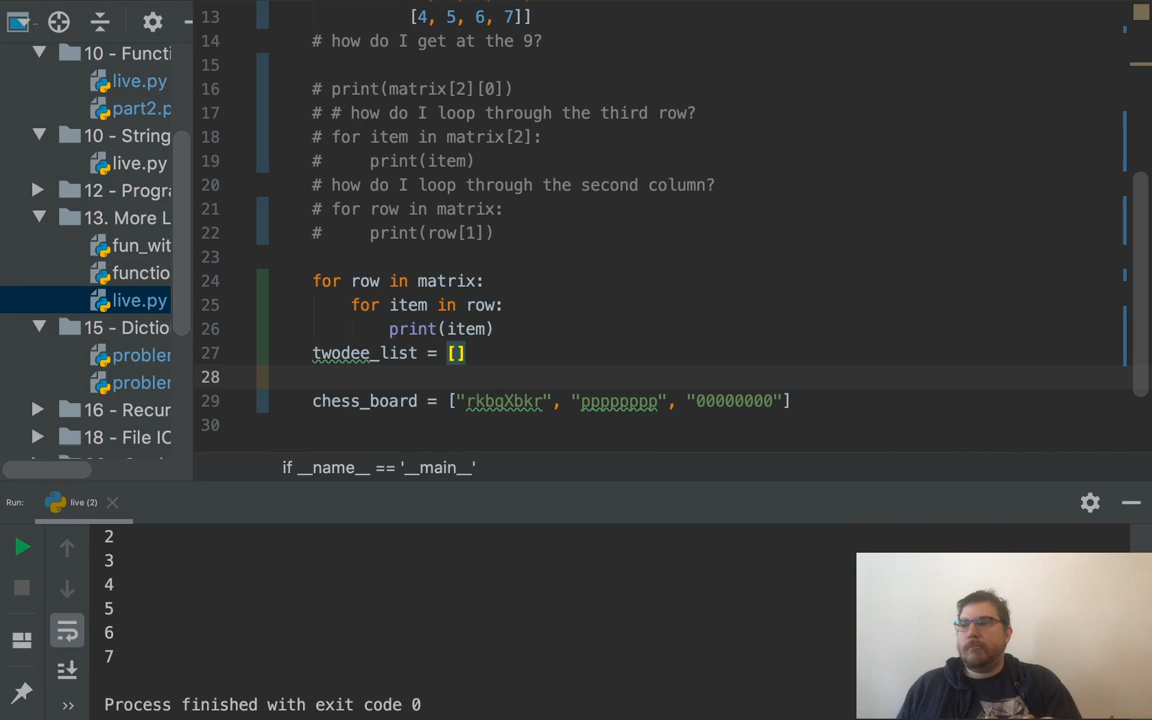 10 - Functi
live.py
part2.p
10 - String
live.py
12 - Progra
13. More L
fun_wit
functio
live.py
15 - Dictio
problem
problem
16 - Recur
18 - File IO
13 [4, 5, 6, 7]]
14 # how do I get at the 9?
15
16 # print(matrix[2][0])
17 # # how do I loop through the third row?
18 # for item in matrix[2]:
19 #     print(item)
20 # how do I loop through the second column?
21 # for row in matrix:
22 #     print(row[1])
23
24 for row in matrix:
25     for item in row:
26         print(item)
27 twodee_list = []
28
29 chess_board = ["rkbqXbkr", "pppppppp", "00000000"]
30
if __name__ == '__main__'
Run: live (2)
2
3
4
5
6
7
Process finished with exit code 0